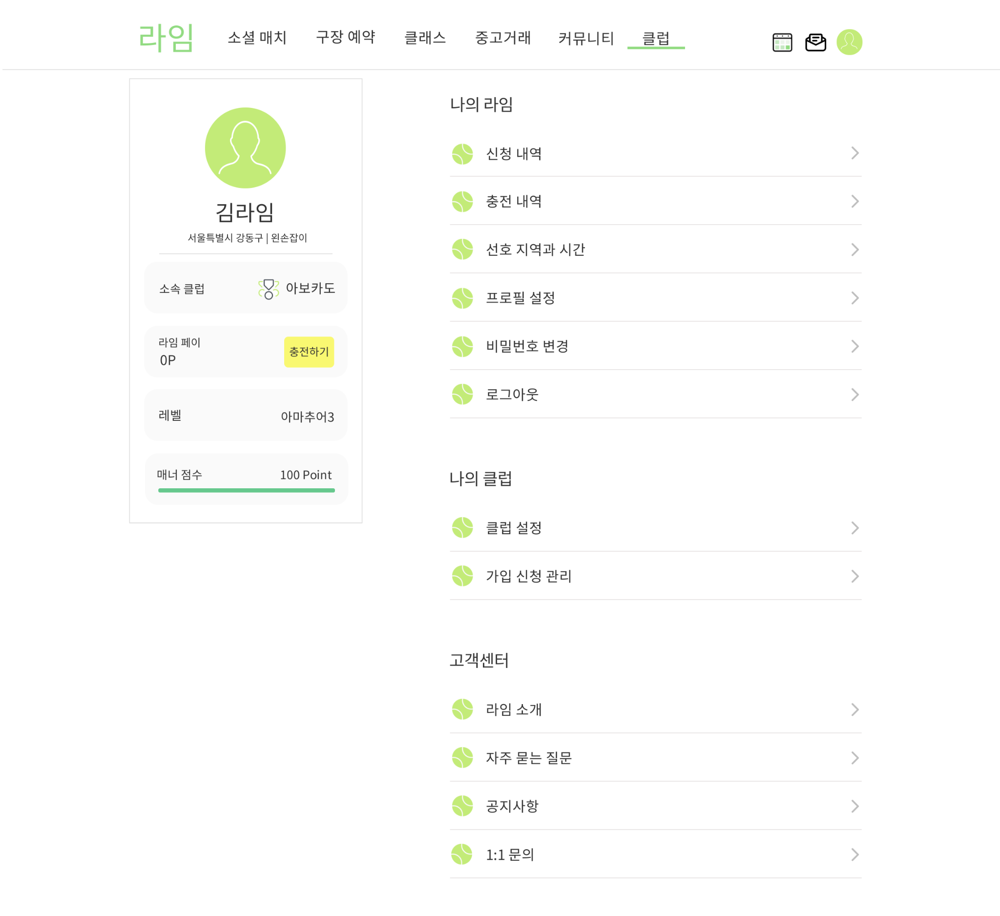 라임
소셜 매치
구장 예약
클래스
중고거래
커뮤니티
클럽
김라임
서울특별시 강동구 | 왼손잡이
소속 클럽
아보카도
라임 페이
0P
충전하기
레벨
아마추어3
매너 점수
100 Point
나의 라임
신청 내역
충전 내역
선호 지역과 시간
프로필 설정
비밀번호 변경
로그아웃
나의 클럽
클럽 설정
가입 신청 관리
고객센터
라임 소개
자주 묻는 질문
공지사항
1:1 문의